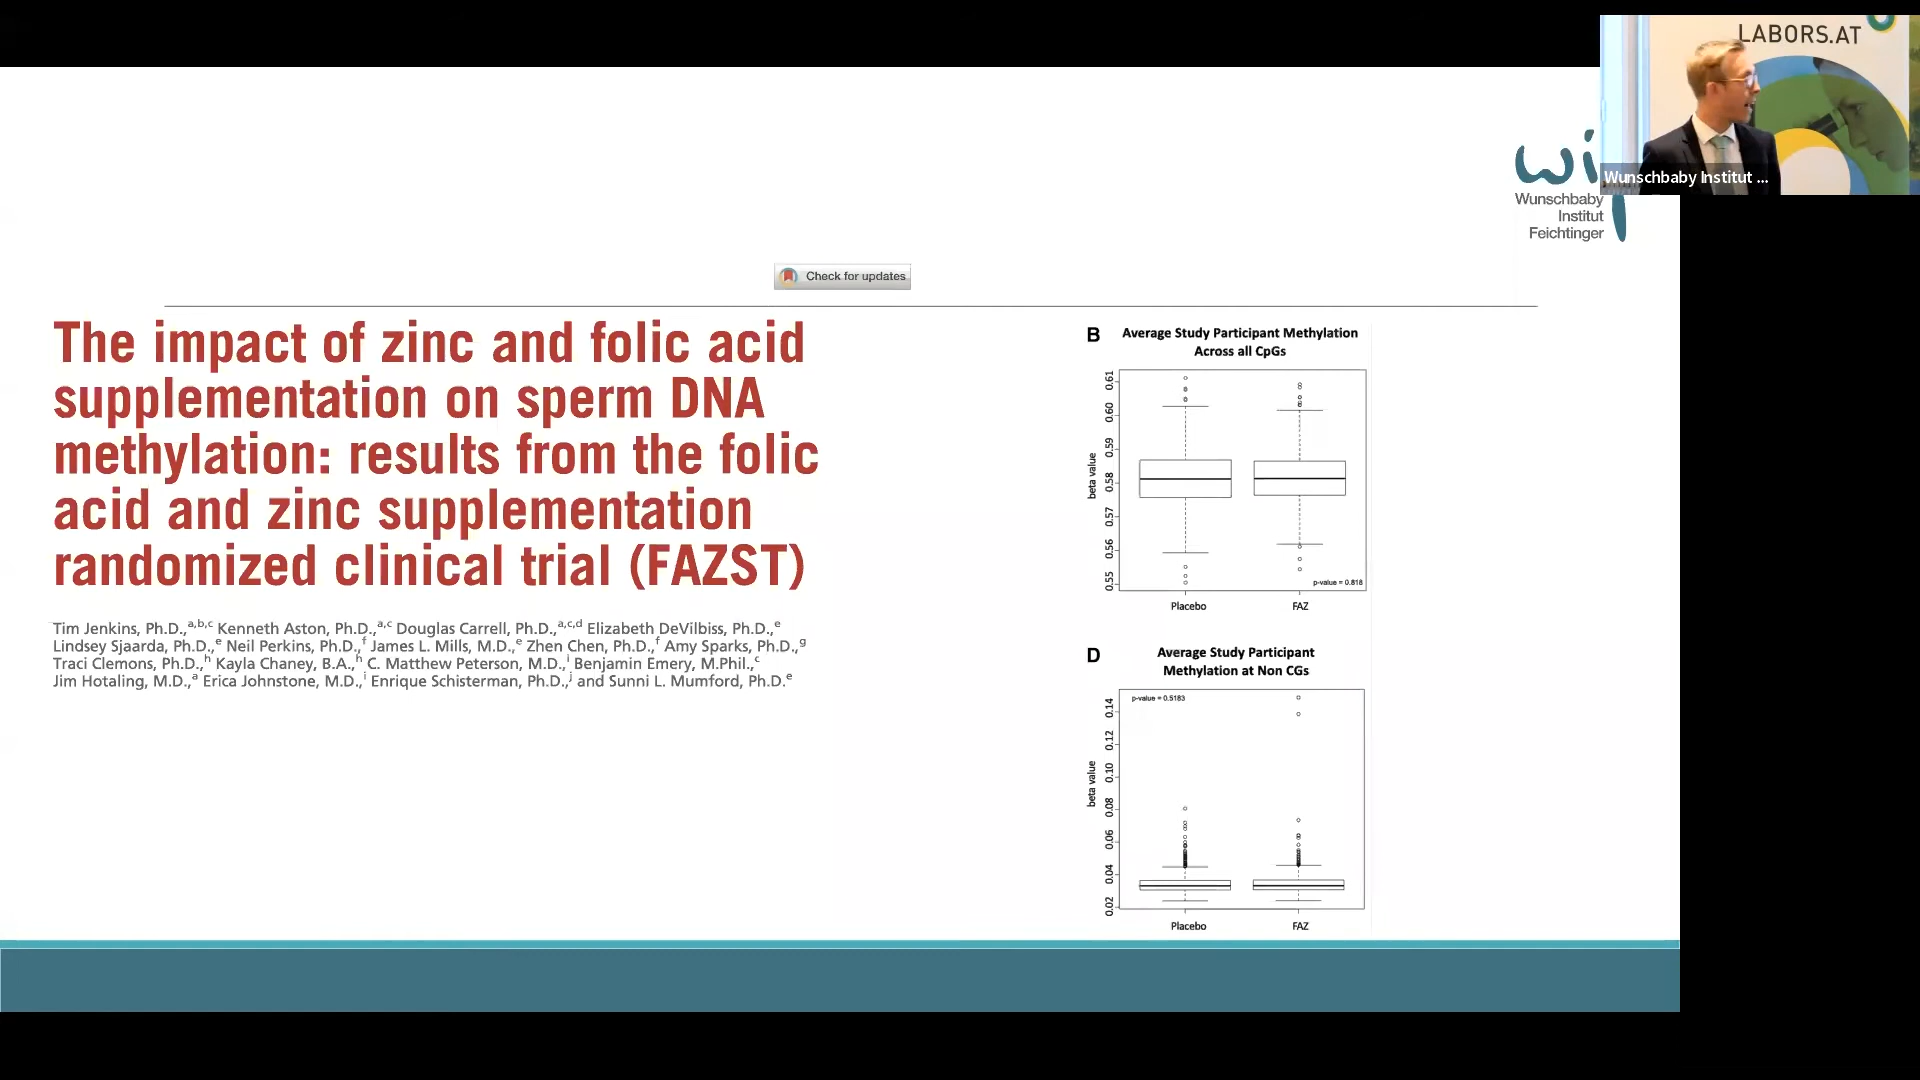 LABORS.AT
Wunschbaby Institut ...
wif
Wunschbaby
Institut
Feichtinger
Check for updates
The impact of zinc and folic acid
supplementation on sperm DNA
methylation: results from the folic
acid and zinc supplementation
randomized clinical trial (FAZST)
Tim Jenkins, Ph.D.,a,b,c Kenneth Aston, Ph.D.,a,c Douglas Carrell, Ph.D.,a,c,d Elizabeth DeVilbiss, Ph.D.,e
Lindsey Sjaarda, Ph.D.,e Neil Perkins, Ph.D.,f James L. Mills, M.D.,e Zhen Chen, Ph.D.,f Amy Sparks, Ph.D.,g
Traci Clemons, Ph.D.,h Kayla Chaney, B.A.,h C. Matthew Peterson, M.D.,i Benjamin Emery, M.Phil.,c
Jim Hotaling, M.D.,a Erica Johnstone, M.D.,i Enrique Schisterman, Ph.D.,j and Sunni L. Mumford, Ph.D.e
B Average Study Participant Methylation
Across all CpGs
beta value
0.61
0.60
0.59
0.58
0.57
0.56
0.55
p-value = 0.818
Placebo FAZ
D Average Study Participant
Methylation at Non CGs
p-value = 0.5183
beta value
0.14
0.12
0.10
0.08
0.06
0.04
0.02
Placebo FAZ